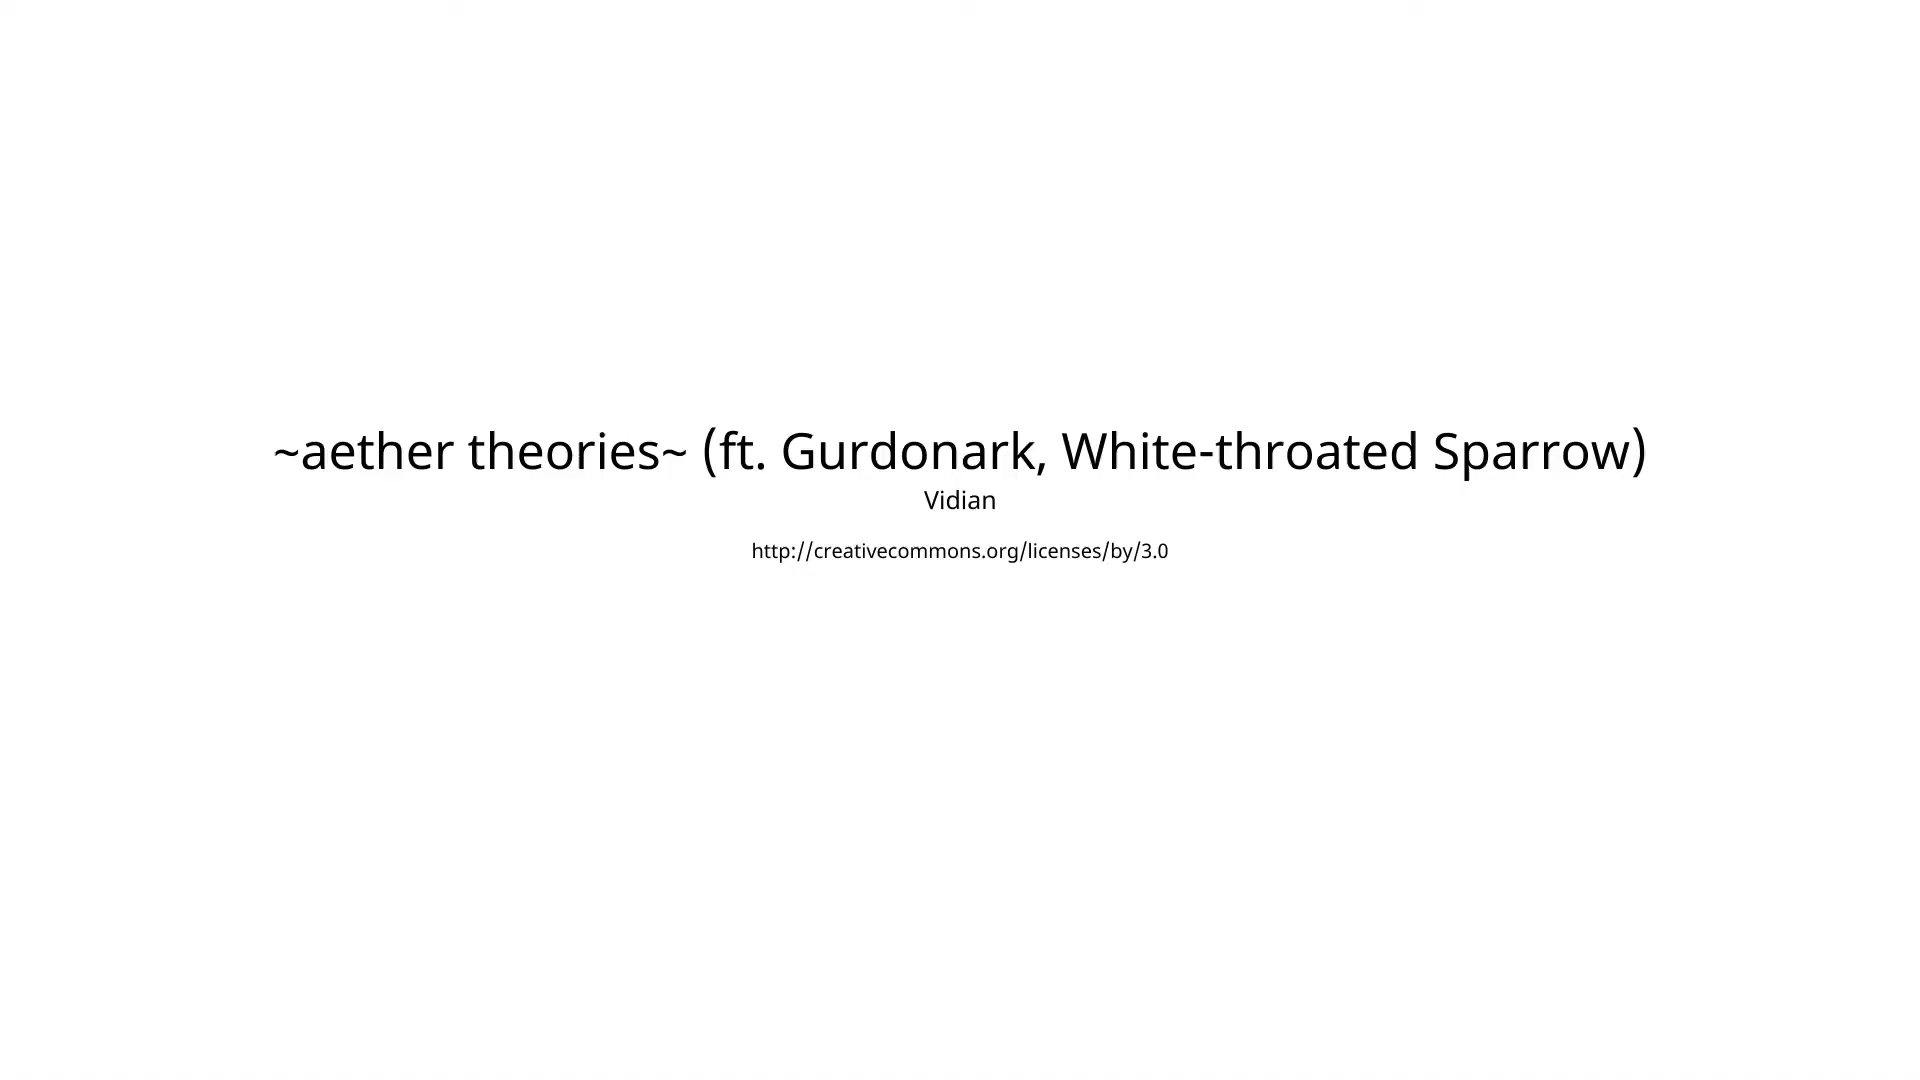 ~aether theories~ (ft. Gurdonark, White-throated Sparrow)
Vidian
http://creativecommons.org/licenses/by/3.0